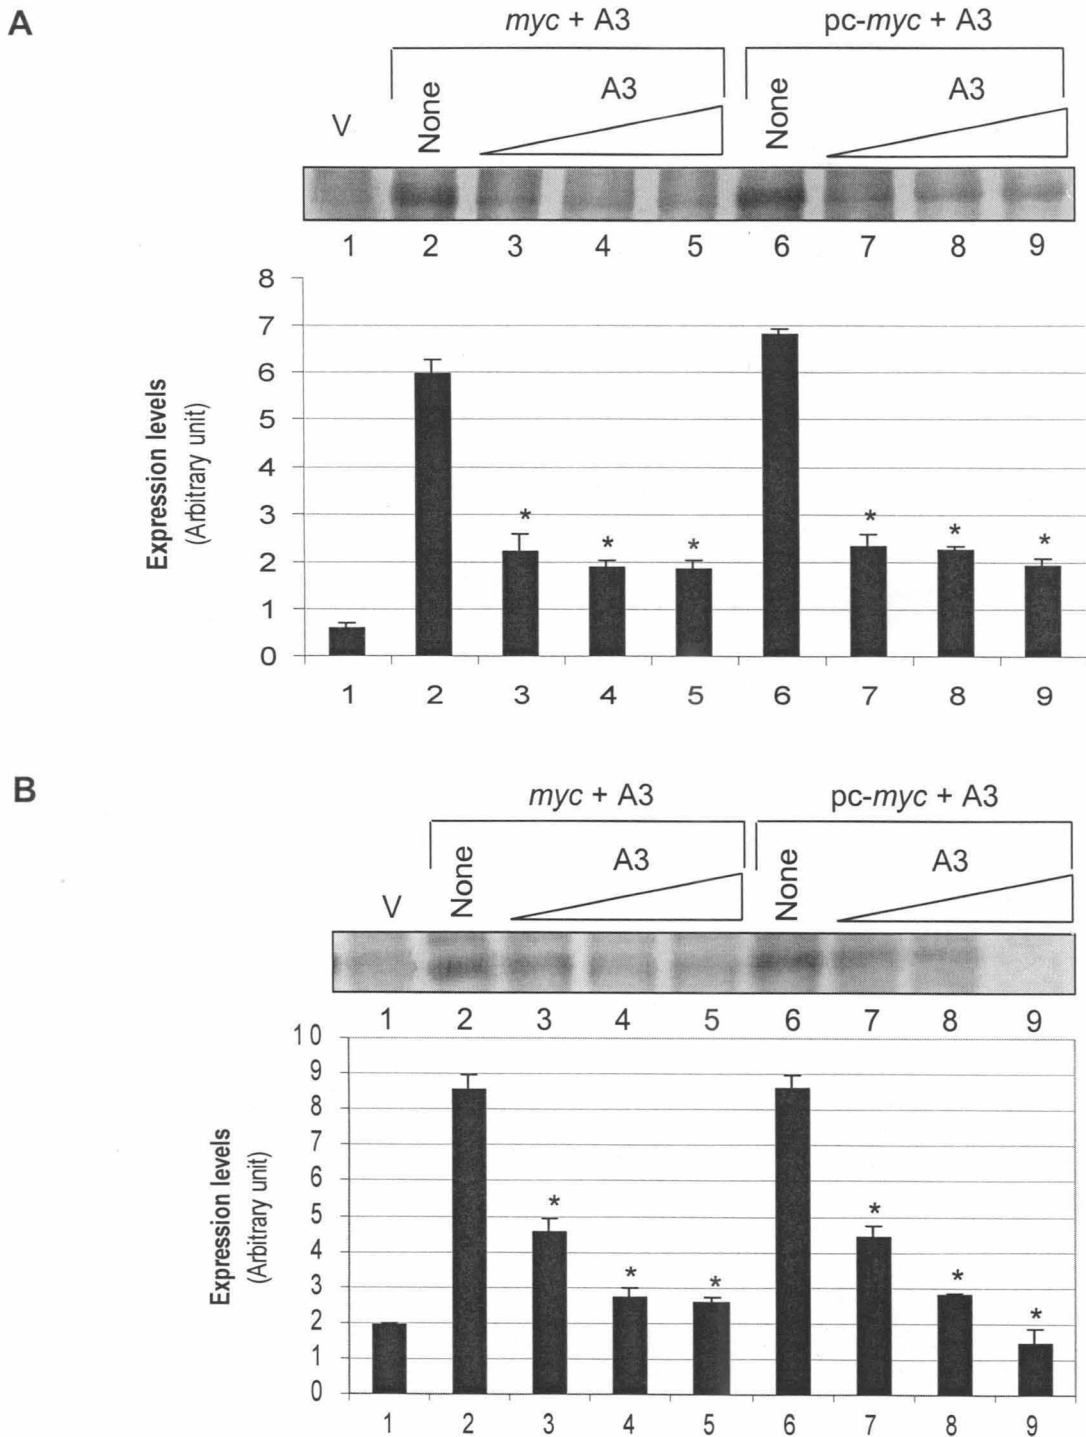 A
myc + A3
pc-myc + A3
V
None
A3
None
A3
1 2 3 4 5 6 7 8 9
Expression levels
(Arbitrary unit)
8
7
6
5
4
3
2
1
0
*
*
*
*
*
*
1 2 3 4 5 6 7 8 9
B
myc + A3
pc-myc + A3
V
None
A3
None
A3
1 2 3 4 5 6 7 8 9
Expression levels
(Arbitrary unit)
10
9
8
7
6
5
4
3
2
1
0
*
*
*
*
*
*
1 2 3 4 5 6 7 8 9